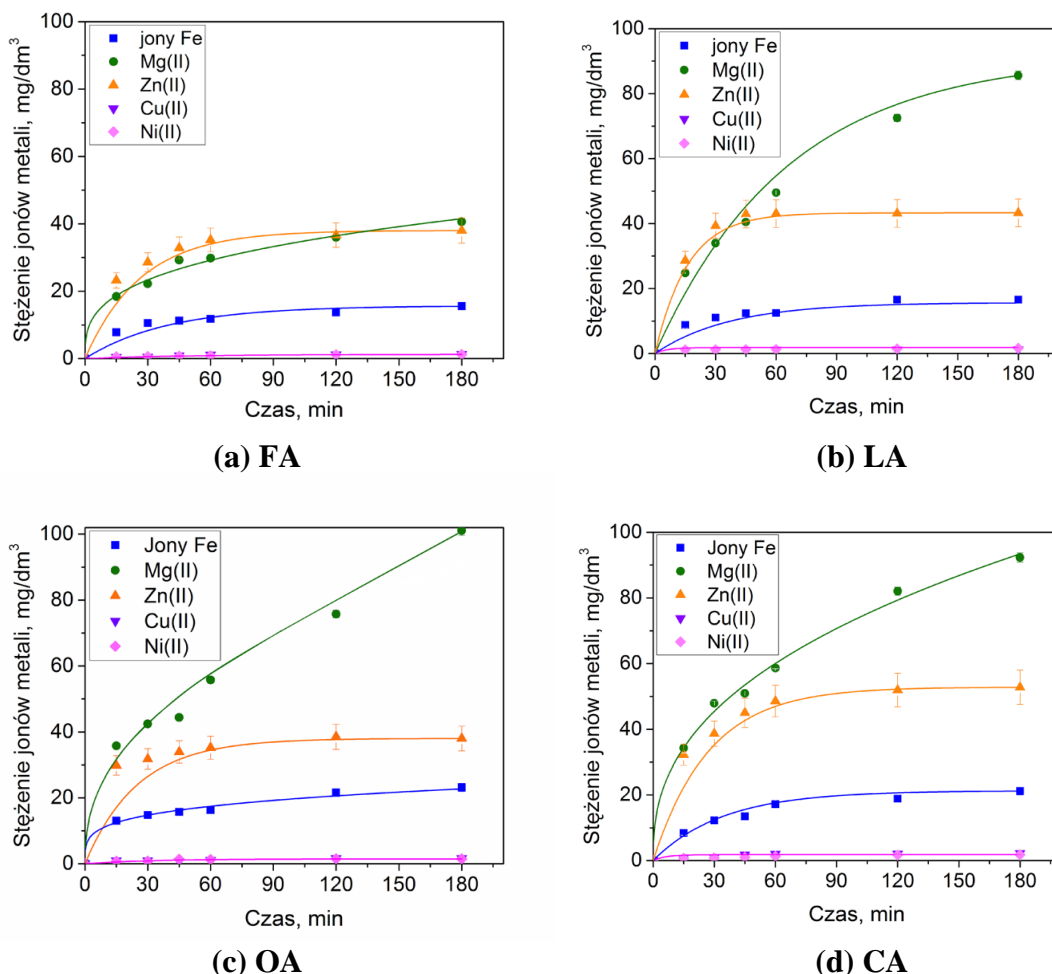 Stężenie jonów metali, mg/dm³
100
80
60
40
20
0
jony Fe
Mg(II)
Zn(II)
Cu(II)
Ni(II)
0 30 60 90 120 150 180
Czas, min
(a) FA
Stężenie jonów metali, mg/dm³
100
80
60
40
20
0
jony Fe
Mg(II)
Zn(II)
Cu(II)
Ni(II)
0 30 60 90 120 150 180
Czas, min
(b) LA
Stężenie jonów metali, mg/dm³
100
80
60
40
20
0
Jony Fe
Mg(II)
Zn(II)
Cu(II)
Ni(II)
0 30 60 90 120 150 180
Czas, min
(c) OA
Stężenie jonów metali, mg/dm³
100
80
60
40
20
0
Jony Fe
Mg(II)
Zn(II)
Cu(II)
Ni(II)
0 30 60 90 120 150 180
Czas, min
(d) CA